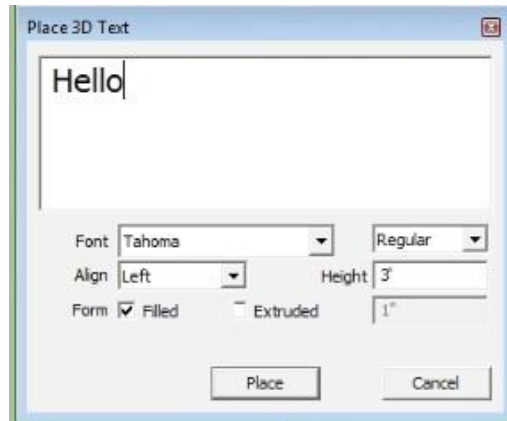 Place 3D Text
Hello
Font Tahoma Regular
Align Left Height 3'
Form Filled Extruded 1"
Place Cancel